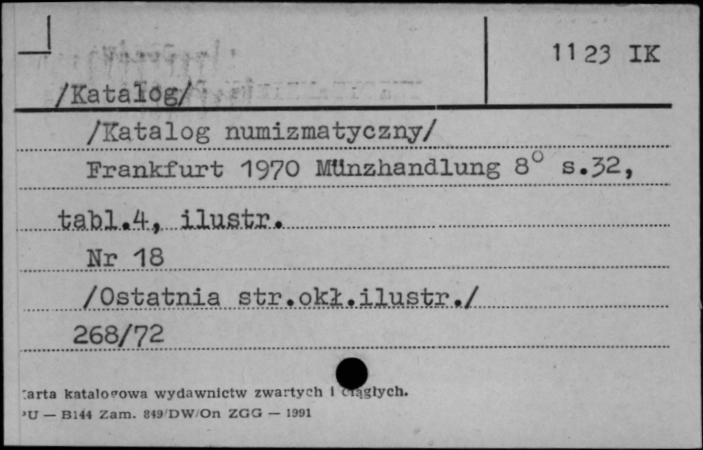 1123 IK
/Katalog/
/Katalog numizmatyczny/
Frankfurt 1970 Münzhandlung 8° s.32,
tabl.4, ilustr.
Nr 18
/Ostatnia str.okł.ilustr./
268/72
arta katalogowa wydawnictw zwartych i ciągłych.
PU — B144 Zam. 849/DW/On ZGG — 1991